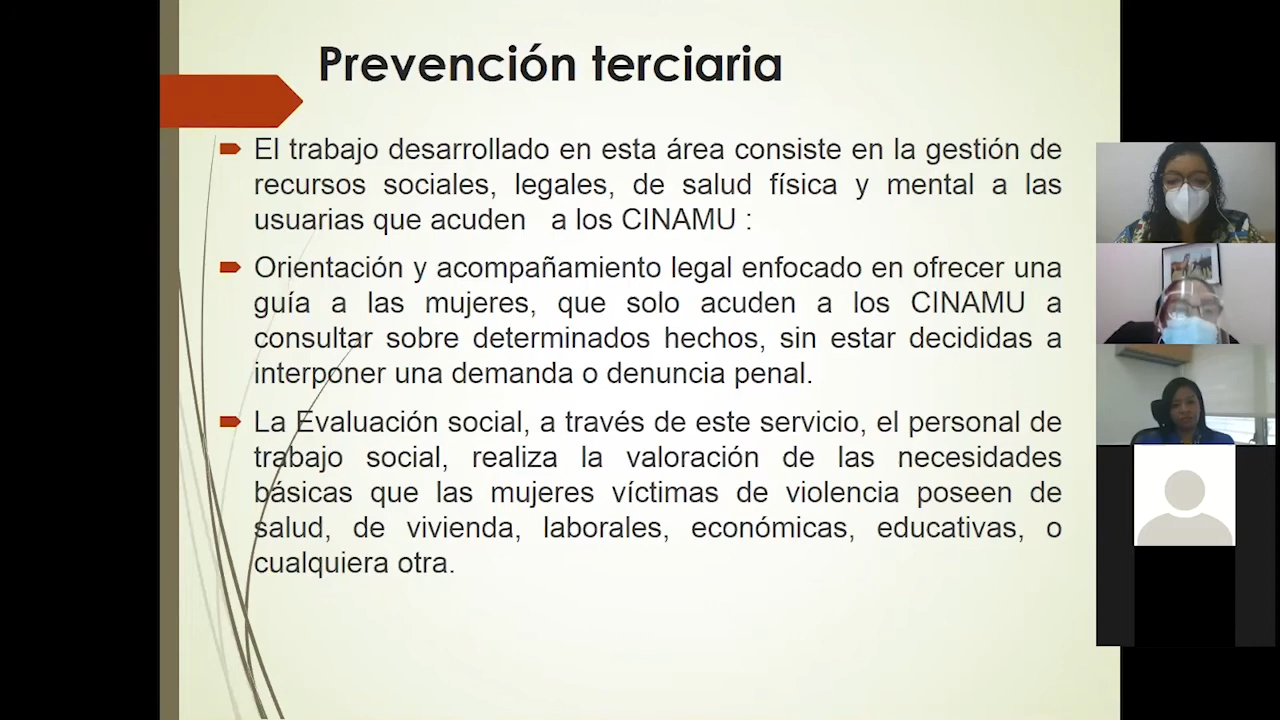 Prevención terciaria
El trabajo desarrollado en esta área consiste en la gestión de
recursos sociales, legales, de salud física y mental a las
usuarias que acuden a los CINAMU :
Orientación y acompañamiento legal enfocado en ofrecer una
guía a las mujeres, que solo acuden a los CINAMU a
consultar sobre determinados hechos, sin estar decididas a
interponer una demanda o denuncia penal.
La Evaluación social, a través de este servicio, el personal de
trabajo social, realiza la valoración de las necesidades
básicas que las mujeres víctimas de violencia poseen de
salud, de vivienda, laborales, económicas, educativas, o
cualquiera otra.